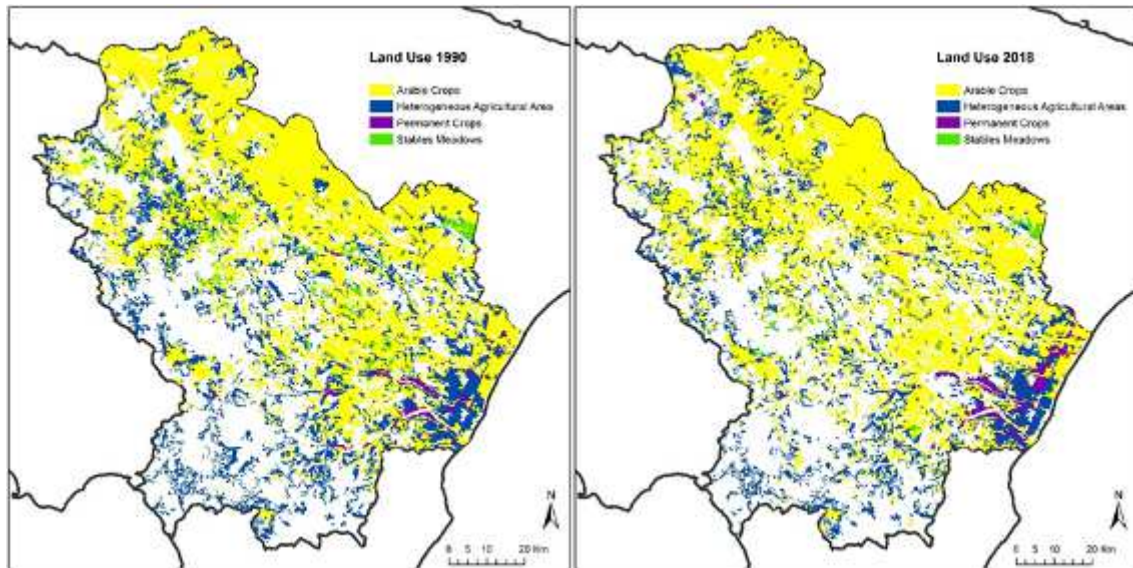 Land Use 1990
Arable Crops
Heterogeneous Agricultural Area
Permanent Crops
Stables Meadows
N
0 5 10 20 Km
Land Use 2018
Arable Crops
Heterogeneous Agricultural Areas
Permanent Crops
Stables Meadows
N
0 5 10 20 Km